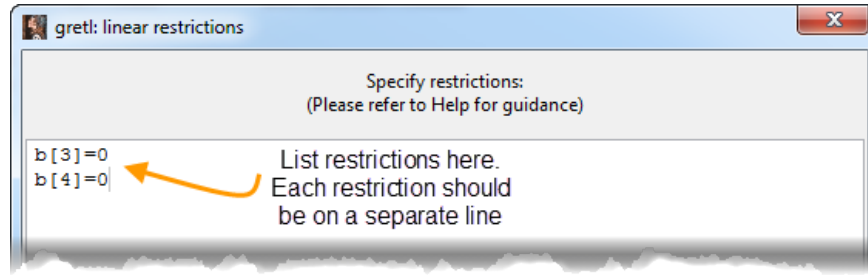 gretl: linear restrictions
Specify restrictions:
(Please refer to Help for guidance)
b[3]=0
b[4]=0
List restrictions here.
Each restriction should
be on a separate line